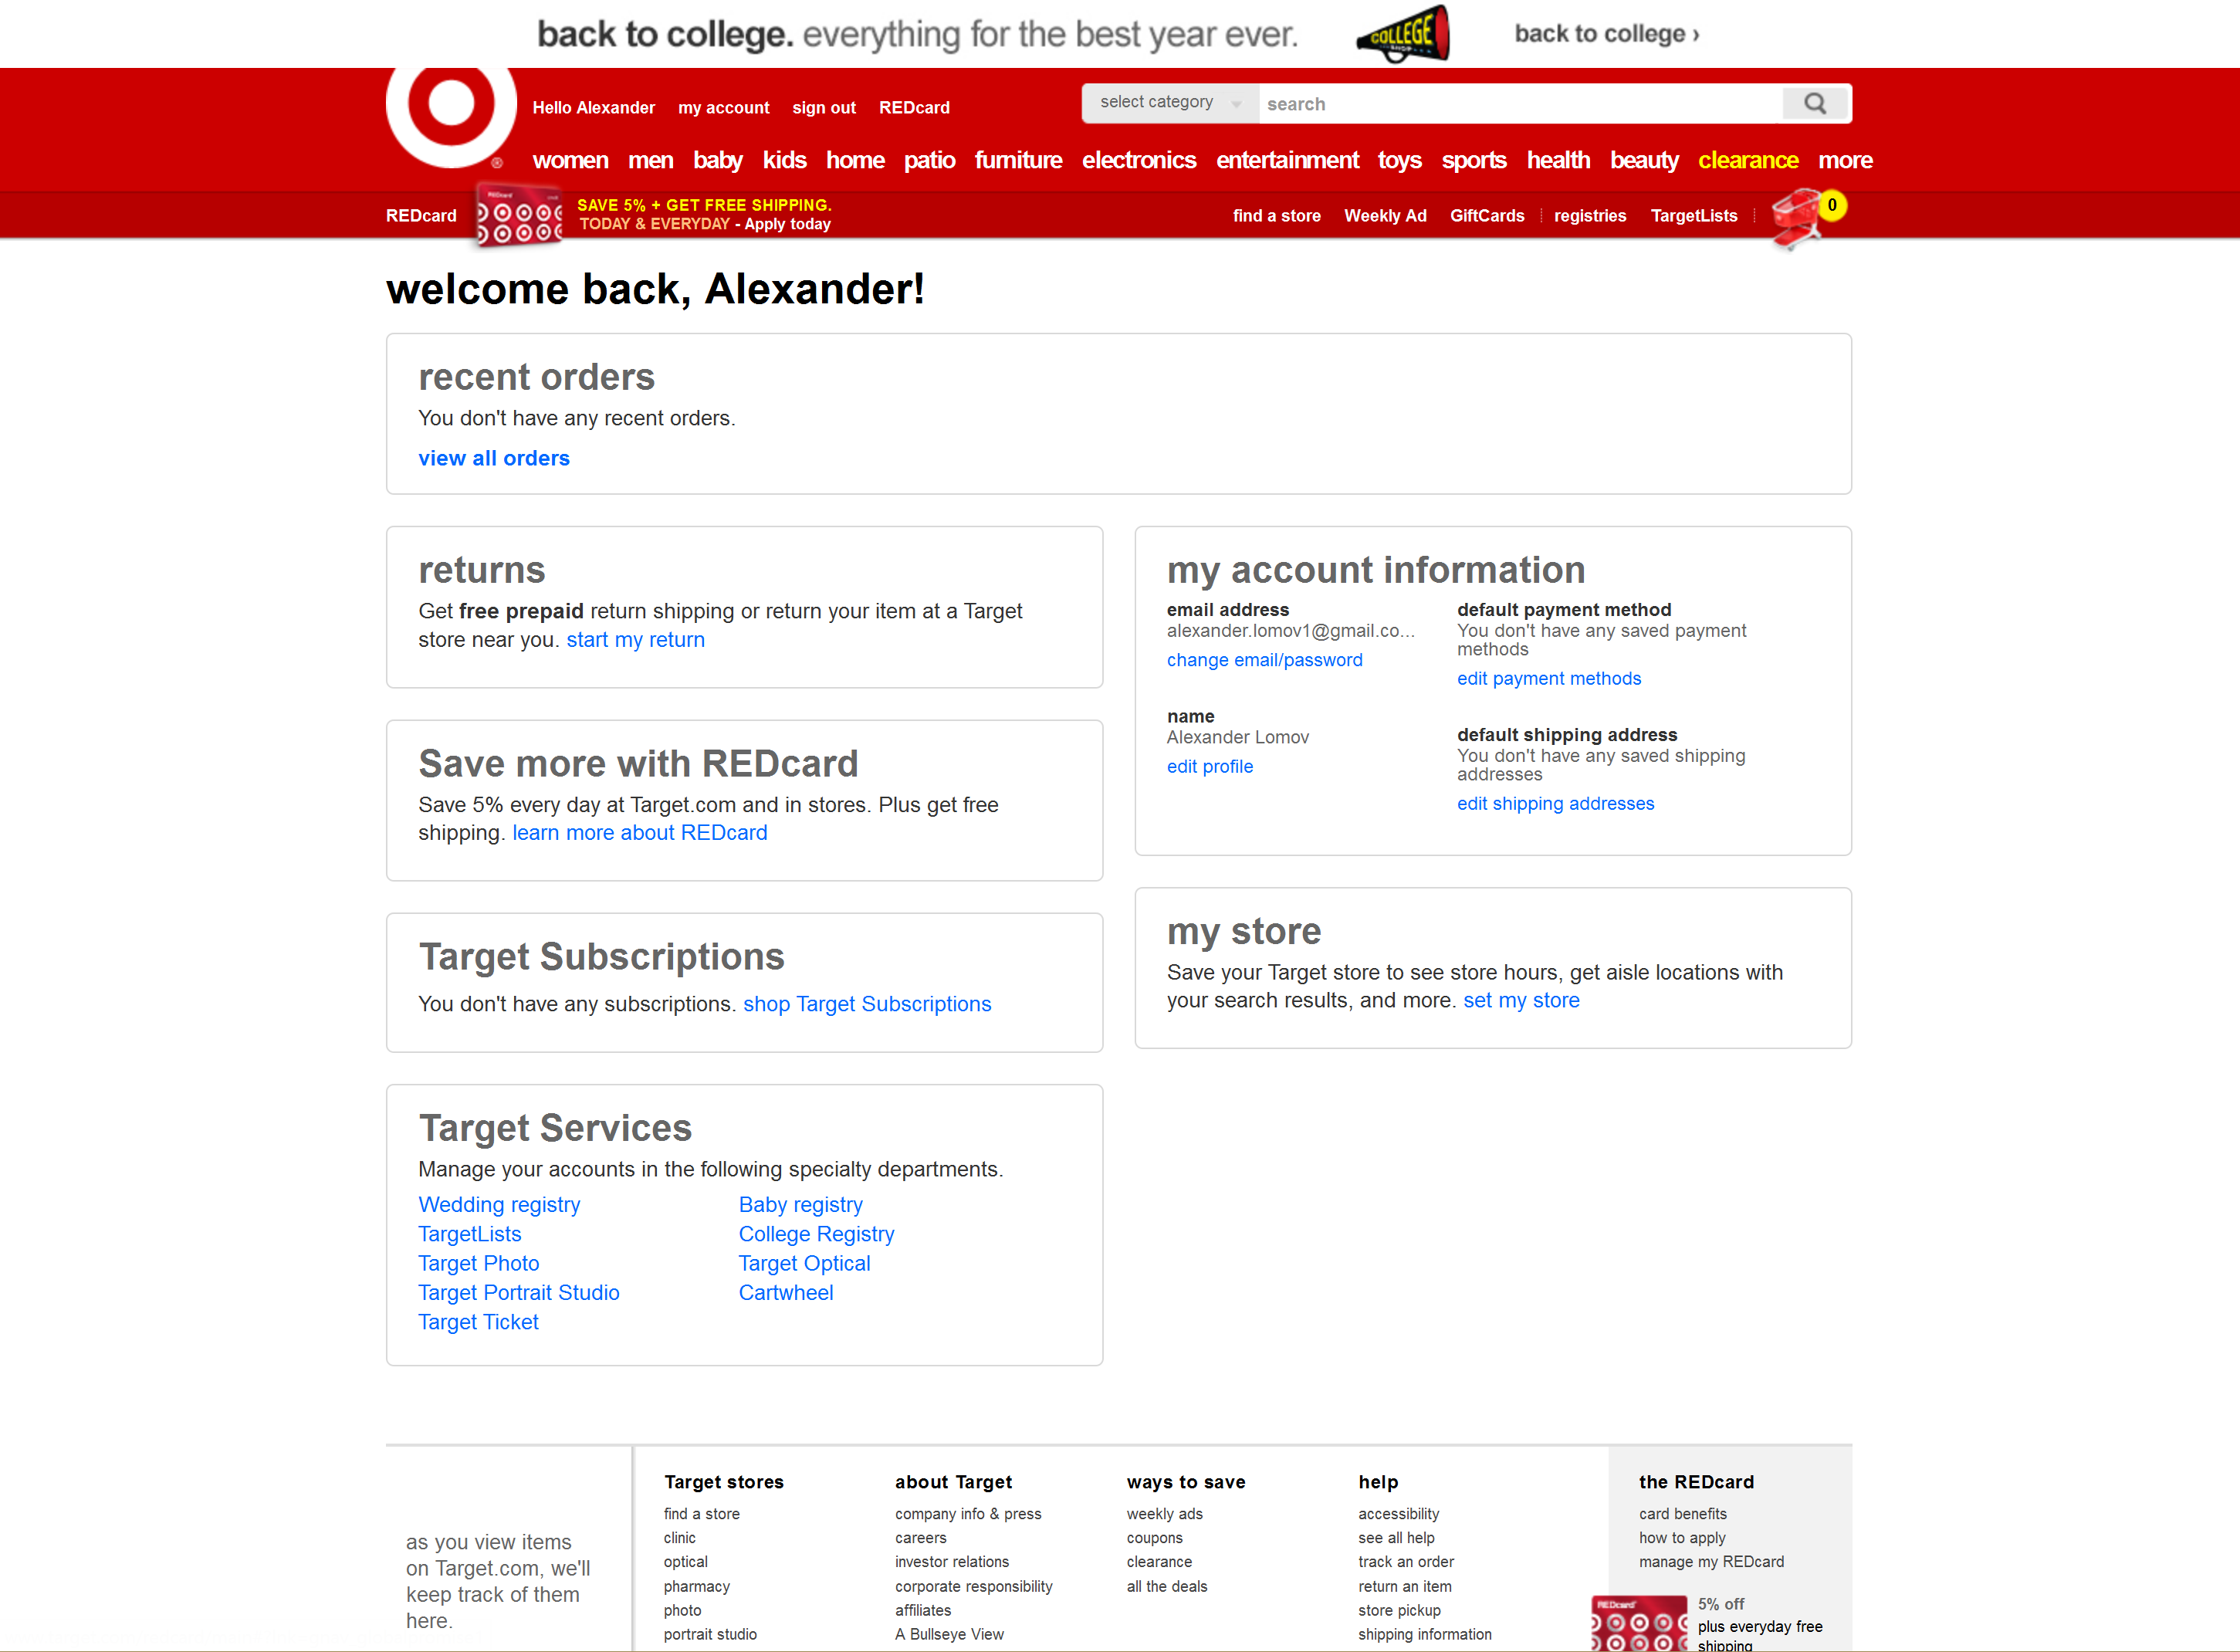 back to college. everything for the best year ever.
COLLEGE
SHOP
back to college ›
Hello Alexander my account sign out REDcard
select category search
®
women men baby kids home patio furniture electronics entertainment toys sports health beauty clearance more
REDcard
REDcard
SAVE 5% + GET FREE SHIPPING.
TODAY & EVERYDAY - Apply today
find a store Weekly Ad GiftCards registries TargetLists 0
welcome back, Alexander!
recent orders
You don't have any recent orders.
view all orders
returns
Get free prepaid return shipping or return your item at a Target
store near you. start my return
Save more with REDcard
Save 5% every day at Target.com and in stores. Plus get free
shipping. learn more about REDcard
Target Subscriptions
You don't have any subscriptions. shop Target Subscriptions
Target Services
Manage your accounts in the following specialty departments.
Wedding registry
TargetLists
Target Photo
Target Portrait Studio
Target Ticket
Baby registry
College Registry
Target Optical
Cartwheel
my account information
email address
alexander.lomov1@gmail.co...
change email/password
name
Alexander Lomov
edit profile
default payment method
You don't have any saved payment
methods
edit payment methods
default shipping address
You don't have any saved shipping
addresses
edit shipping addresses
my store
Save your Target store to see store hours, get aisle locations with
your search results, and more. set my store
as you view items
on Target.com, we'll
keep track of them
here.
Target stores
find a store
clinic
optical
pharmacy
photo
portrait studio
about Target
company info & press
careers
investor relations
corporate responsibility
affiliates
A Bullseye View
ways to save
weekly ads
coupons
clearance
all the deals
help
accessibility
see all help
track an order
return an item
store pickup
shipping information
the REDcard
card benefits
how to apply
manage my REDcard
REDcard
5% off
plus everyday free
shipping